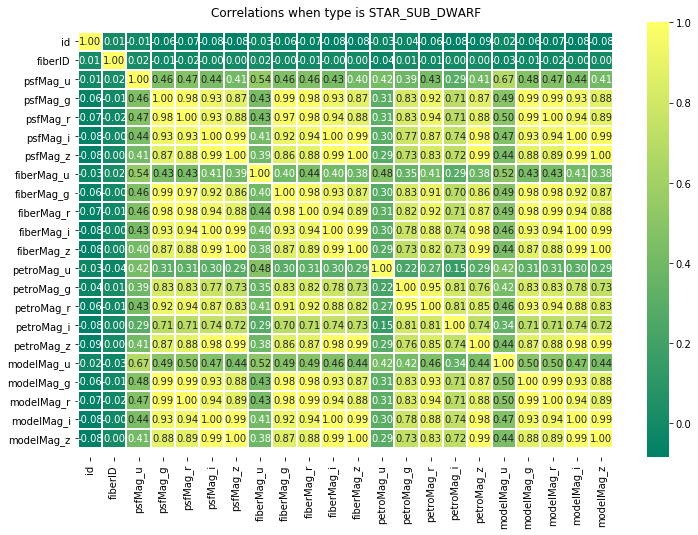 Correlations when type is STAR_SUB_DWARF
id 1.00 0.01 -0.01 -0.06 -0.07 -0.08 -0.08 -0.03 -0.06 -0.07 -0.08 -0.08 -0.03 -0.04 -0.06 -0.08 -0.09 -0.02 -0.06 -0.07 -0.08 -0.08
fiberID 0.01 1.00 0.02 -0.01 -0.02 -0.00 0.00 0.02 -0.00 -0.01 0.00 0.00 -0.04 0.01 -0.01 0.00 0.00 -0.03 -0.01 -0.02 -0.00 0.00
psfMag_u -0.01 0.02 1.00 0.46 0.47 0.44 0.41 0.54 0.46 0.46 0.43 0.40 0.42 0.39 0.43 0.29 0.41 0.67 0.48 0.47 0.44 0.41
psfMag_g -0.06 -0.01 0.46 1.00 0.98 0.93 0.87 0.43 0.99 0.98 0.93 0.87 0.31 0.83 0.92 0.71 0.87 0.49 0.99 0.99 0.93 0.88
psfMag_r -0.07 -0.02 0.47 0.98 1.00 0.93 0.88 0.43 0.97 0.98 0.94 0.88 0.31 0.83 0.94 0.71 0.88 0.50 0.99 1.00 0.94 0.89
psfMag_i -0.08 -0.00 0.44 0.93 0.93 1.00 0.99 0.41 0.92 0.94 1.00 0.99 0.30 0.77 0.87 0.74 0.98 0.47 0.93 0.94 1.00 0.99
psfMag_z -0.08 0.00 0.41 0.87 0.88 0.99 1.00 0.39 0.86 0.88 0.99 1.00 0.29 0.73 0.83 0.72 0.99 0.44 0.88 0.89 0.99 1.00
fiberMag_u -0.03 0.02 0.54 0.43 0.43 0.41 0.39 1.00 0.40 0.44 0.40 0.38 0.48 0.35 0.41 0.29 0.38 0.52 0.43 0.43 0.41 0.38
fiberMag_g -0.06 -0.00 0.46 0.99 0.97 0.92 0.86 0.40 1.00 0.98 0.93 0.87 0.30 0.83 0.91 0.70 0.86 0.49 0.98 0.98 0.92 0.87
fiberMag_r -0.07 -0.01 0.46 0.98 0.98 0.94 0.88 0.44 0.98 1.00 0.94 0.89 0.31 0.82 0.92 0.71 0.87 0.49 0.98 0.99 0.94 0.88
fiberMag_i -0.08 0.00 0.43 0.93 0.94 1.00 0.99 0.40 0.93 0.94 1.00 0.99 0.30 0.78 0.88 0.74 0.98 0.46 0.93 0.94 1.00 0.99
fiberMag_z -0.08 0.00 0.40 0.87 0.88 0.99 1.00 0.38 0.87 0.89 0.99 1.00 0.29 0.73 0.82 0.73 0.99 0.44 0.87 0.88 0.99 1.00
petroMag_u -0.03 -0.04 0.42 0.31 0.31 0.30 0.29 0.48 0.30 0.31 0.30 0.29 1.00 0.22 0.27 0.15 0.29 0.42 0.31 0.31 0.30 0.29
petroMag_g -0.04 0.01 0.39 0.83 0.83 0.77 0.73 0.35 0.83 0.82 0.78 0.73 0.22 1.00 0.95 0.81 0.76 0.42 0.83 0.83 0.78 0.73
petroMag_r -0.06 -0.01 0.43 0.92 0.94 0.87 0.83 0.41 0.91 0.92 0.88 0.82 0.27 0.95 1.00 0.81 0.85 0.46 0.93 0.94 0.88 0.83
petroMag_i -0.08 0.00 0.29 0.71 0.71 0.74 0.72 0.29 0.70 0.71 0.74 0.73 0.15 0.81 0.81 1.00 0.74 0.34 0.71 0.71 0.74 0.72
petroMag_z -0.09 0.00 0.41 0.87 0.88 0.98 0.99 0.38 0.86 0.87 0.98 0.99 0.29 0.76 0.85 0.74 1.00 0.44 0.87 0.88 0.98 0.99
modelMag_u -0.02 -0.03 0.67 0.49 0.50 0.47 0.44 0.52 0.49 0.49 0.46 0.44 0.42 0.42 0.46 0.34 0.44 1.00 0.50 0.50 0.47 0.44
modelMag_g -0.06 -0.01 0.48 0.99 0.99 0.93 0.88 0.43 0.98 0.98 0.93 0.87 0.31 0.83 0.93 0.71 0.87 0.50 1.00 0.99 0.93 0.88
modelMag_r -0.07 -0.02 0.47 0.99 1.00 0.94 0.89 0.43 0.98 0.99 0.94 0.88 0.31 0.83 0.94 0.71 0.88 0.50 0.99 1.00 0.94 0.89
modelMag_i -0.08 -0.00 0.44 0.93 0.94 1.00 0.99 0.41 0.92 0.94 1.00 0.99 0.30 0.78 0.88 0.74 0.98 0.47 0.93 0.94 1.00 0.99
modelMag_z -0.08 0.00 0.41 0.88 0.89 0.99 1.00 0.38 0.87 0.88 0.99 1.00 0.29 0.73 0.83 0.72 0.99 0.44 0.88 0.89 0.99 1.00
id fiberID psfMag_u psfMag_g psfMag_r psfMag_i psfMag_z fiberMag_u fiberMag_g fiberMag_r fiberMag_i fiberMag_z petroMag_u petroMag_g petroMag_r petroMag_i petroMag_z modelMag_u modelMag_g modelMag_r modelMag_i modelMag_z
1.0
0.8
0.6
0.4
0.2
0.0